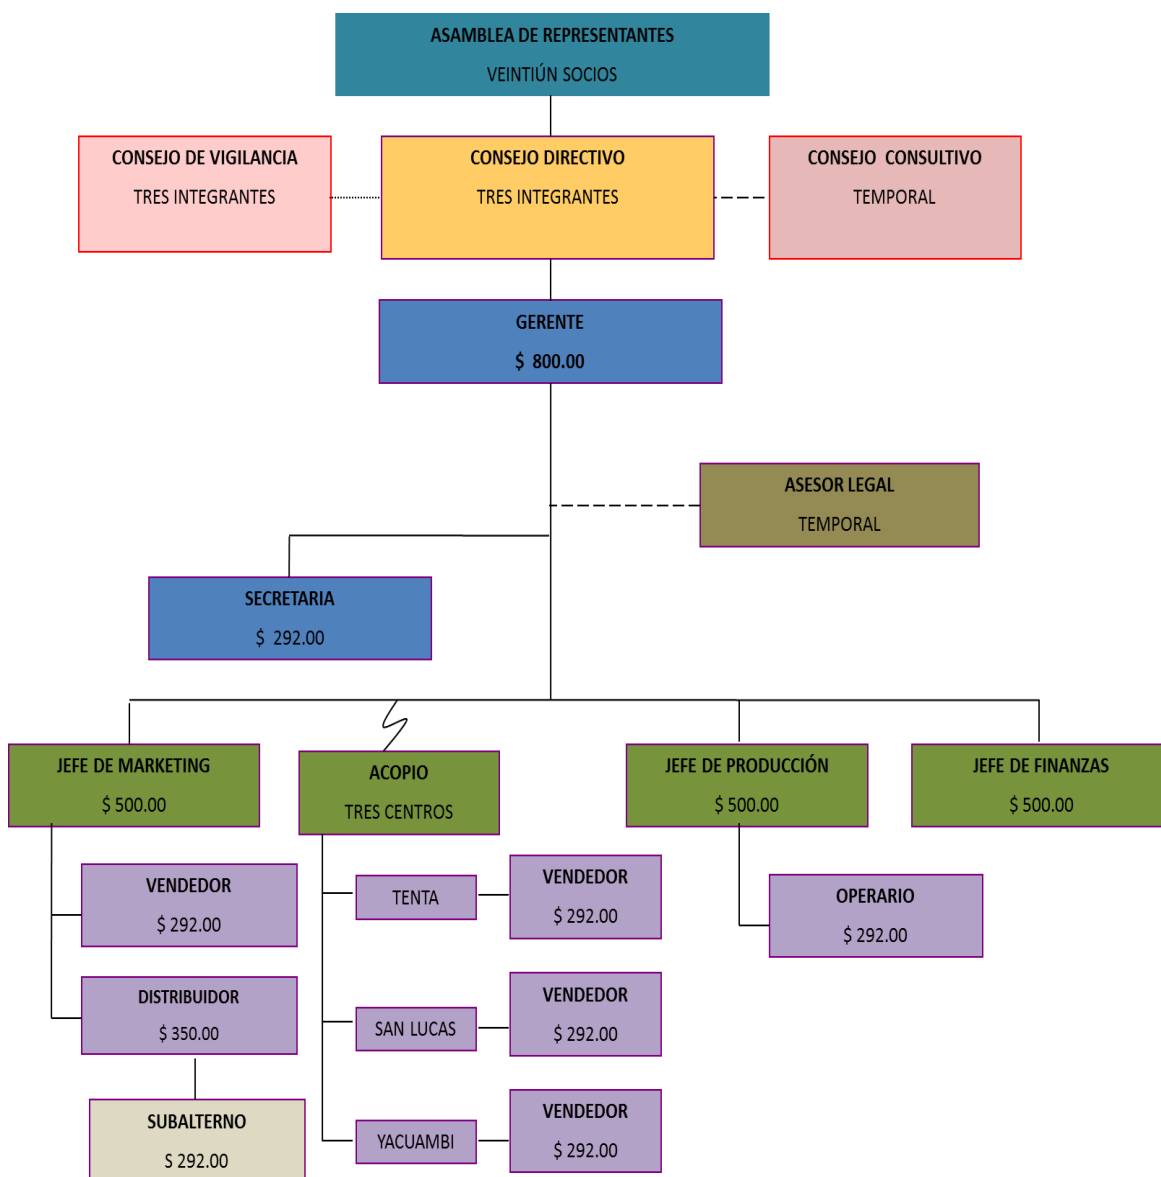 ASAMBLEA DE REPRESENTANTES
VEINTIÚN SOCIOS
CONSEJO DE VIGILANCIA
TRES INTEGRANTES
CONSEJO DIRECTIVO
TRES INTEGRANTES
CONSEJO CONSULTIVO
TEMPORAL
GERENTE
$ 800.00
ASESOR LEGAL
TEMPORAL
SECRETARIA
$ 292.00
JEFE DE MARKETING
$ 500.00
ACOPIO
TRES CENTROS
JEFE DE PRODUCCIÓN
$ 500.00
JEFE DE FINANZAS
$ 500.00
VENDEDOR
$ 292.00
DISTRIBUIDOR
$ 350.00
SUBALTERNO
$ 292.00
TENTA
VENDEDOR
$ 292.00
SAN LUCAS
VENDEDOR
$ 292.00
YACUAMBI
VENDEDOR
$ 292.00
OPERARIO
$ 292.00